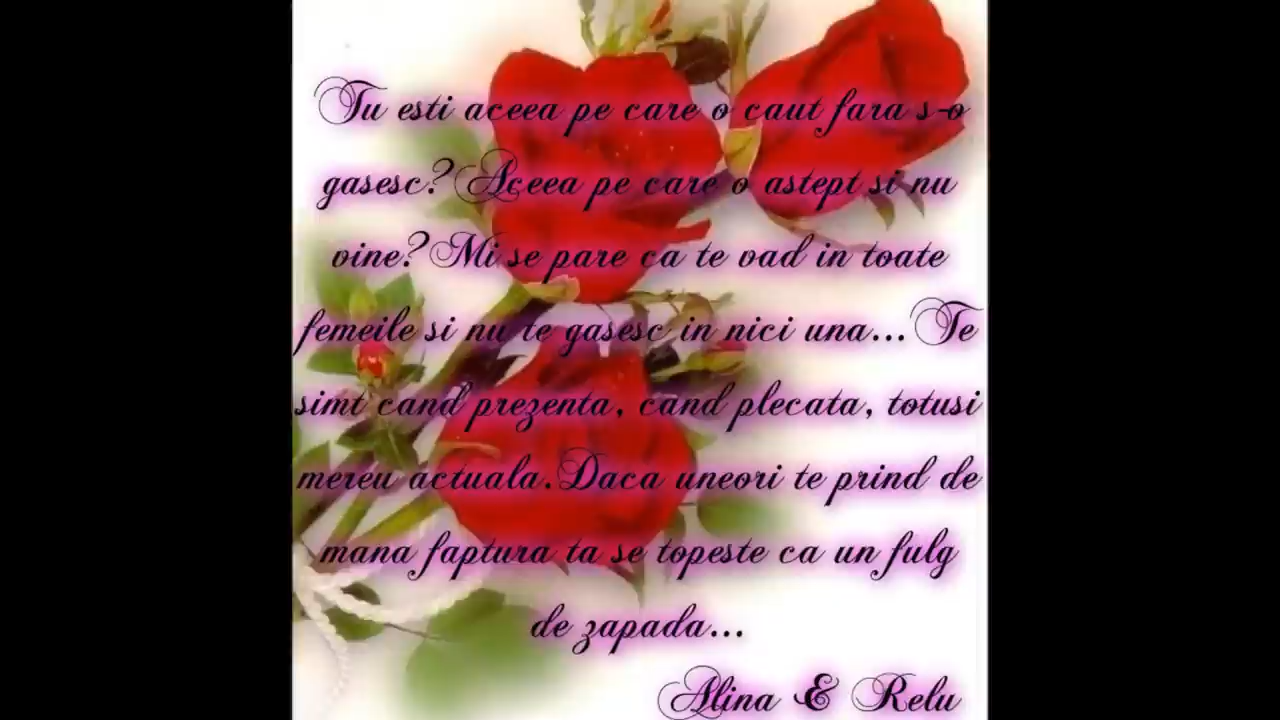 Tu esti aceea pe care o caut fara s-o
gasesc?Aceea pe care o astept si nu
vine?Mi se pare ca te vad in toate
femeile si nu te gasesc in nici una...Te
simt cand prezenta, cand plecata, totusi
mereu actuala.Daca uneori te prind de
mana faptura ta se topeste ca un fulg
de zapada...
Alina & Relu